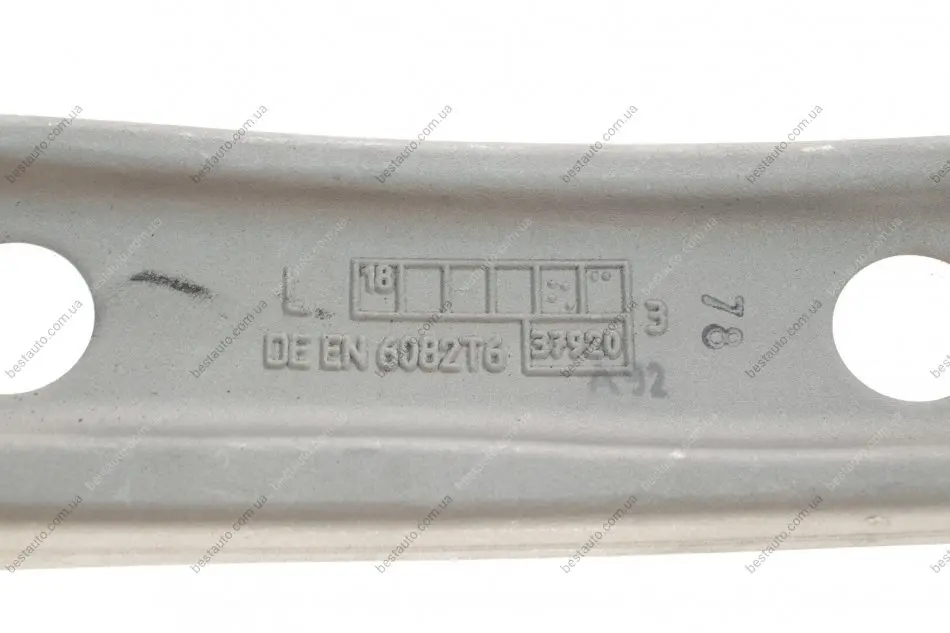 L 18 3
78
DE EN 6082T6 37920
A 92
bestauto.com.ua